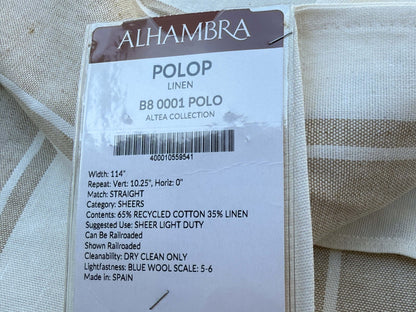 ALHAMBRA
POLOP
LINEN
B8 0001 POLO
ALTEA COLLECTION
400010559541
Width: 114"
Repeat: Vert: 10.25", Horiz: 0"
Match: STRAIGHT
Category: SHEERS
Contents: 65% RECYCLED COTTON 35% LINEN
Suggested Use: SHEER LIGHT DUTY
Can Be Railroaded
Shown Railroaded
Cleanability: DRY CLEAN ONLY
Lightfastness: BLUE WOOL SCALE: 5-6
Made in: SPAIN